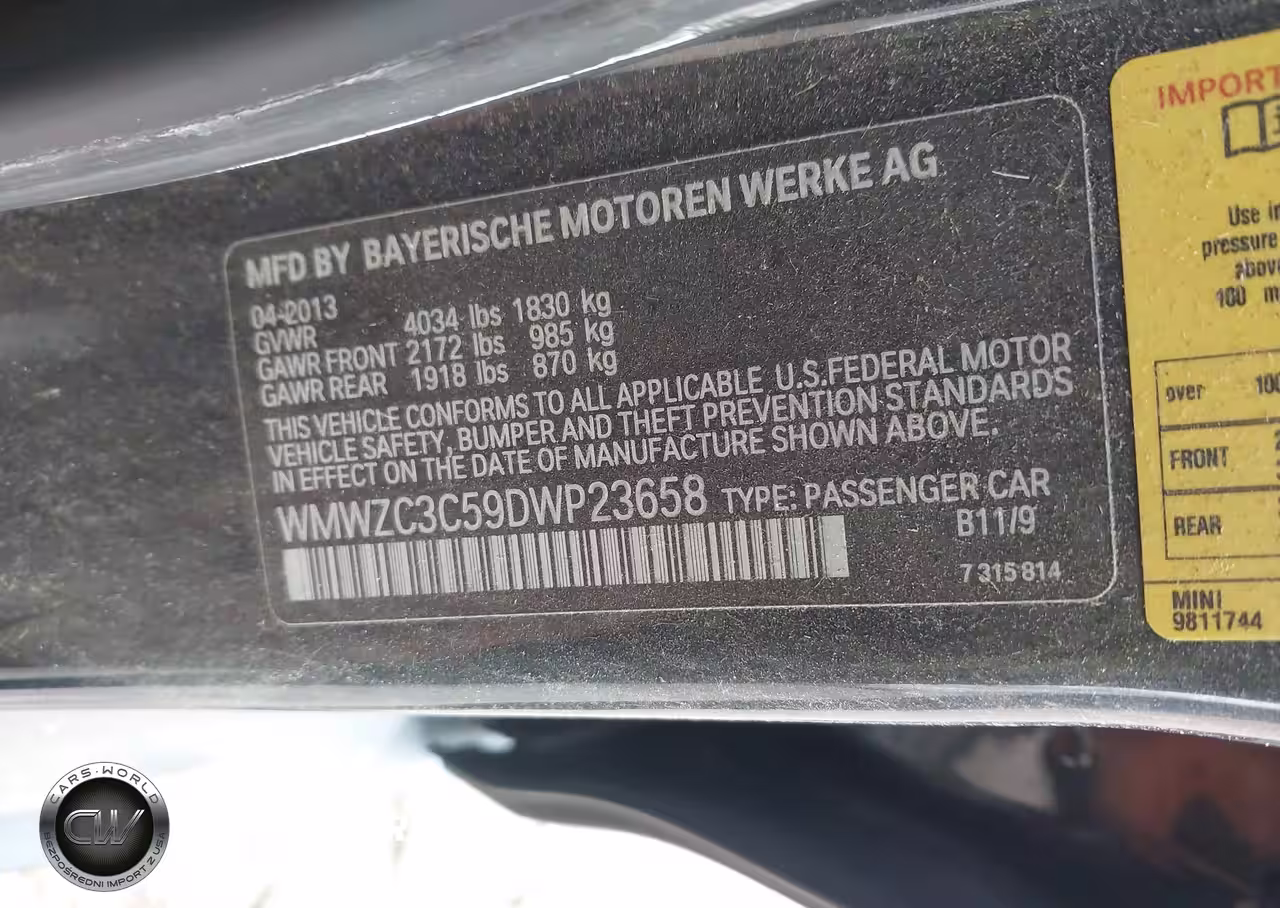 MFD BY BAYERISCHE MOTOREN WERKE AG
04-2013
GVWR 4034 lbs 1830 kg
GAWR FRONT 2172 lbs 985 kg
GAWR REAR 1918 lbs 870 kg
THIS VEHICLE CONFORMS TO ALL APPLICABLE U.S.FEDERAL MOTOR
VEHICLE SAFETY, BUMPER AND THEFT PREVENTION STANDARDS
IN EFFECT ON THE DATE OF MANUFACTURE SHOWN ABOVE.
WMWZC3C59DWP23658 TYPE: PASSENGER CAR
B11/9
7315814
IMPORT
Use in
pressure
above
100 m
over 100
FRONT
REAR
MINI
9811744
CARS·WORLD
CW
BEZPOŚREDNI IMPORT Z USA